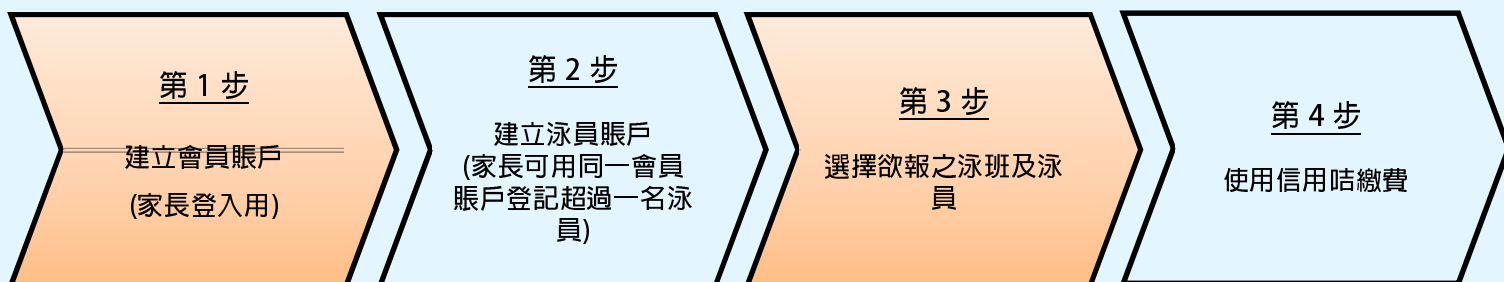 第 1 步
建立會員賬戶
(家長登入用)
第 2 步
建立泳員賬戶
(家長可用同一會員
賬戶登記超過一名泳
員)
第 3 步
選擇欲報之泳班及泳
員
第 4 步
使用信用咭繳費